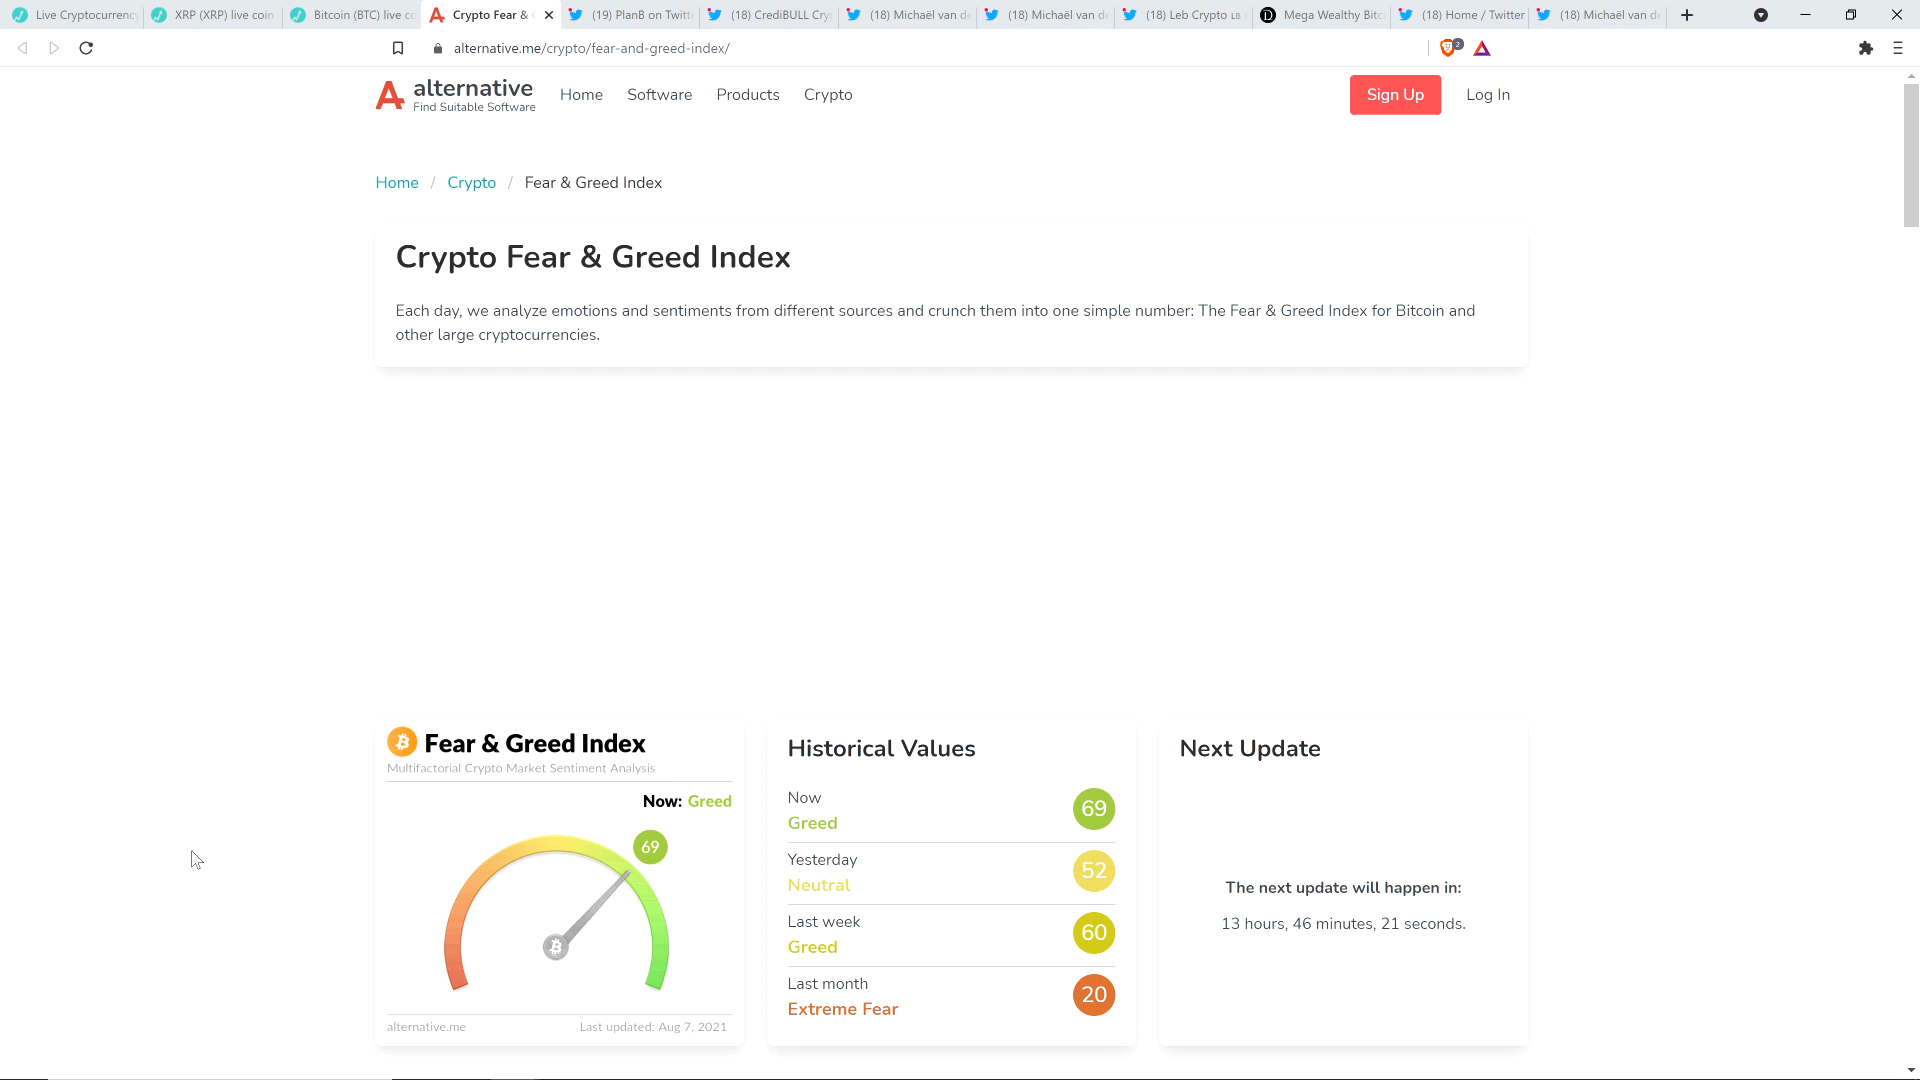 Live Cryptocurrency
XRP (XRP) live coin
Bitcoin (BTC) live co
Crypto Fear &
(19) PlanB on Twitt
(18) CrediBULL Cry
(18) Michaël van de
(18) Michaël van de
(18) Leb Crypto ʟʙ
Mega Wealthy Bitc
(18) Home / Twitter
(18) Michaël van de
alternative.me/crypto/fear-and-greed-index/
2
alternative
Find Suitable Software
Home
Software
Products
Crypto
Sign Up
Log In
Home / Crypto / Fear & Greed Index
Crypto Fear & Greed Index
Each day, we analyze emotions and sentiments from different sources and crunch them into one simple number: The Fear & Greed Index for Bitcoin and
other large cryptocurrencies.
Fear & Greed Index
Multifactorial Crypto Market Sentiment Analysis
Now: Greed
69
alternative.me
Last updated: Aug 7, 2021
Historical Values
Now
Greed
69
Yesterday
Neutral
52
Last week
Greed
60
Last month
Extreme Fear
20
Next Update
The next update will happen in:
13 hours, 46 minutes, 21 seconds.